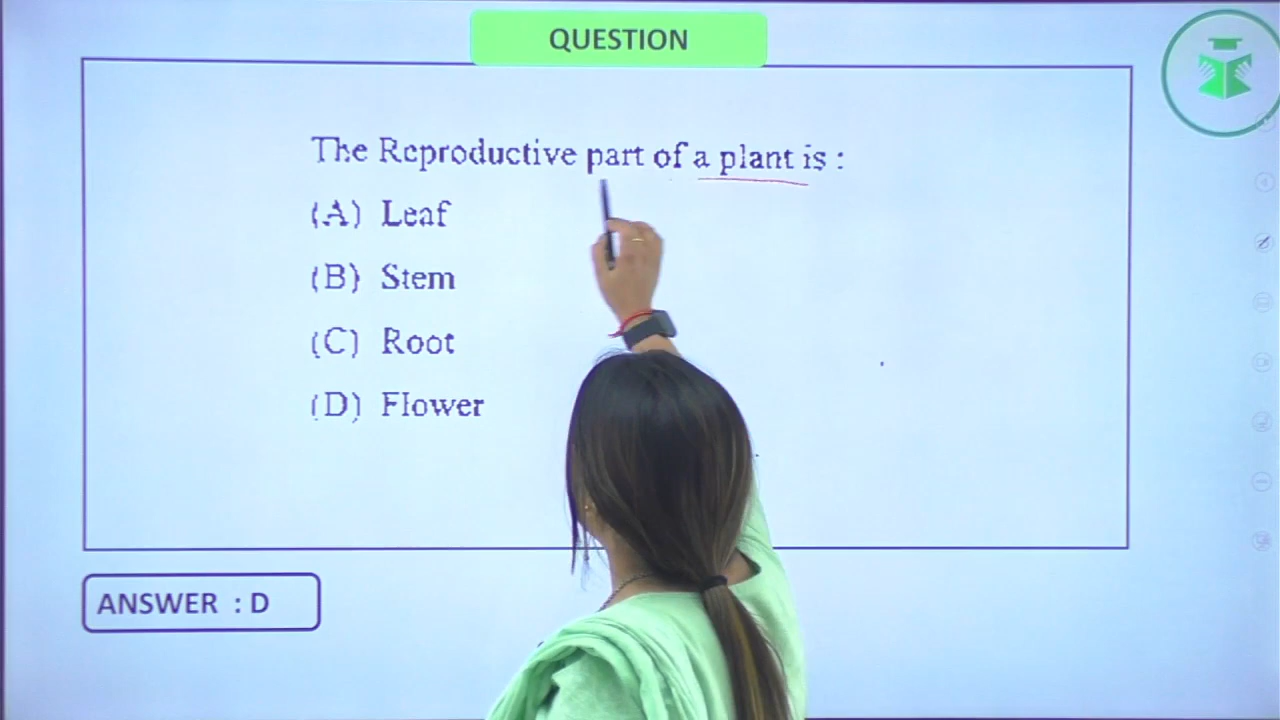 QUESTION
The Reproductive part of a plant is :
(A) Leaf
(B) Stem
(C) Root
(D) Flower
ANSWER : D